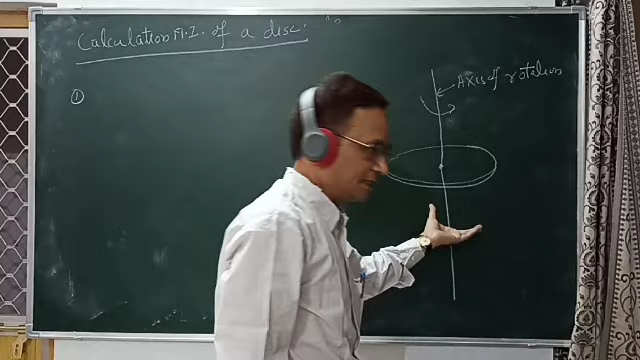 Calculation M.I. of a disc:
①
Axis of rotation